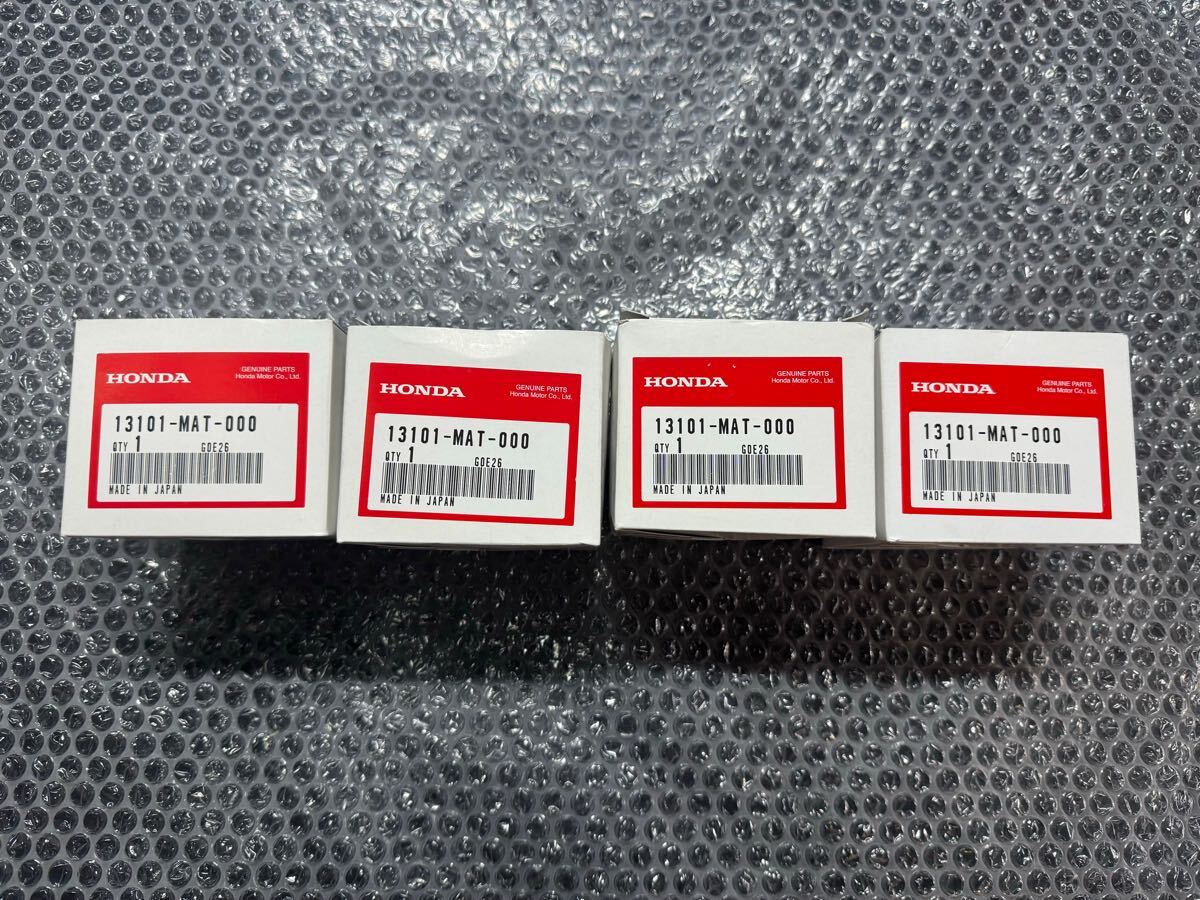 HONDA
GENUINE PARTS
Honda Motor Co., Ltd.
13101-MAT-000
QTY 1 GOE26
MADE IN JAPAN
HONDA
GENUINE PARTS
Honda Motor Co., Ltd.
13101-MAT-000
QTY 1 GOE26
MADE IN JAPAN
HONDA
GENUINE PARTS
Honda Motor Co., Ltd.
13101-MAT-000
QTY 1 GOE26
MADE IN JAPAN
HONDA
GENUINE PARTS
Honda Motor Co., Ltd.
13101-MAT-000
QTY 1 GOE26
MADE IN JAPAN